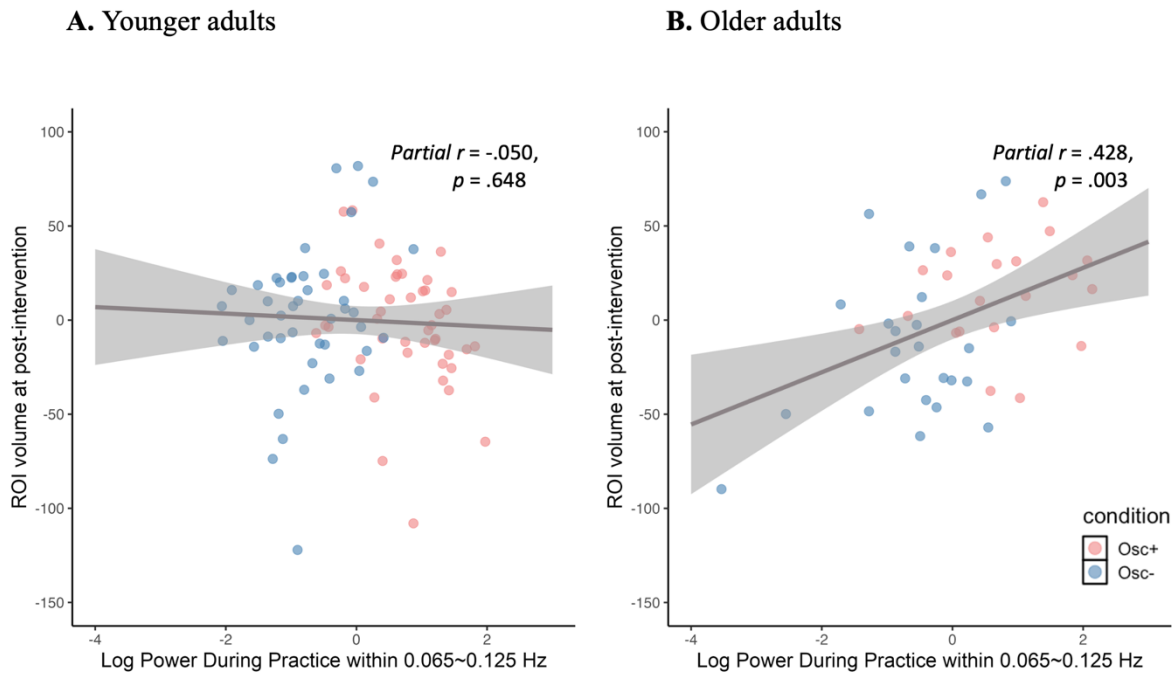 A. Younger adults
100
50
0
-50
-100
-150
ROI volume at post-intervention
Partial r = -.050,
p = .648
-4
-2
0
2
Log Power During Practice within 0.065~0.125 Hz
B. Older adults
100
50
0
-50
-100
-150
ROI volume at post-intervention
Partial r = .428,
p = .003
condition
Osc+
Osc-
-4
-2
0
2
Log Power During Practice within 0.065~0.125 Hz